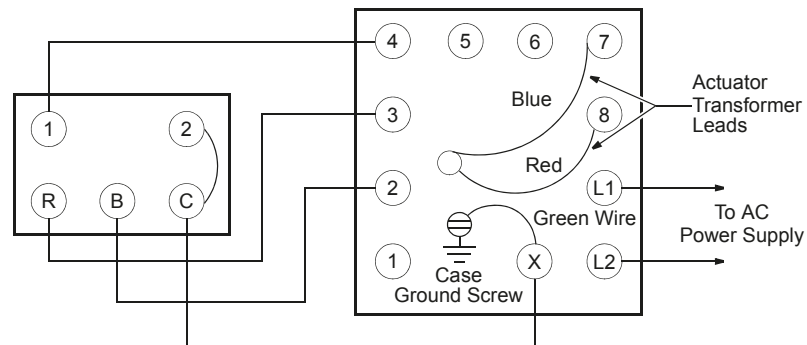 4 5 6 7
Blue
Actuator
Transformer
Leads
1 2
3 8
Red
R B C
2 L1
Green Wire
To AC
Power Supply
1 X L2
Case
Ground Screw